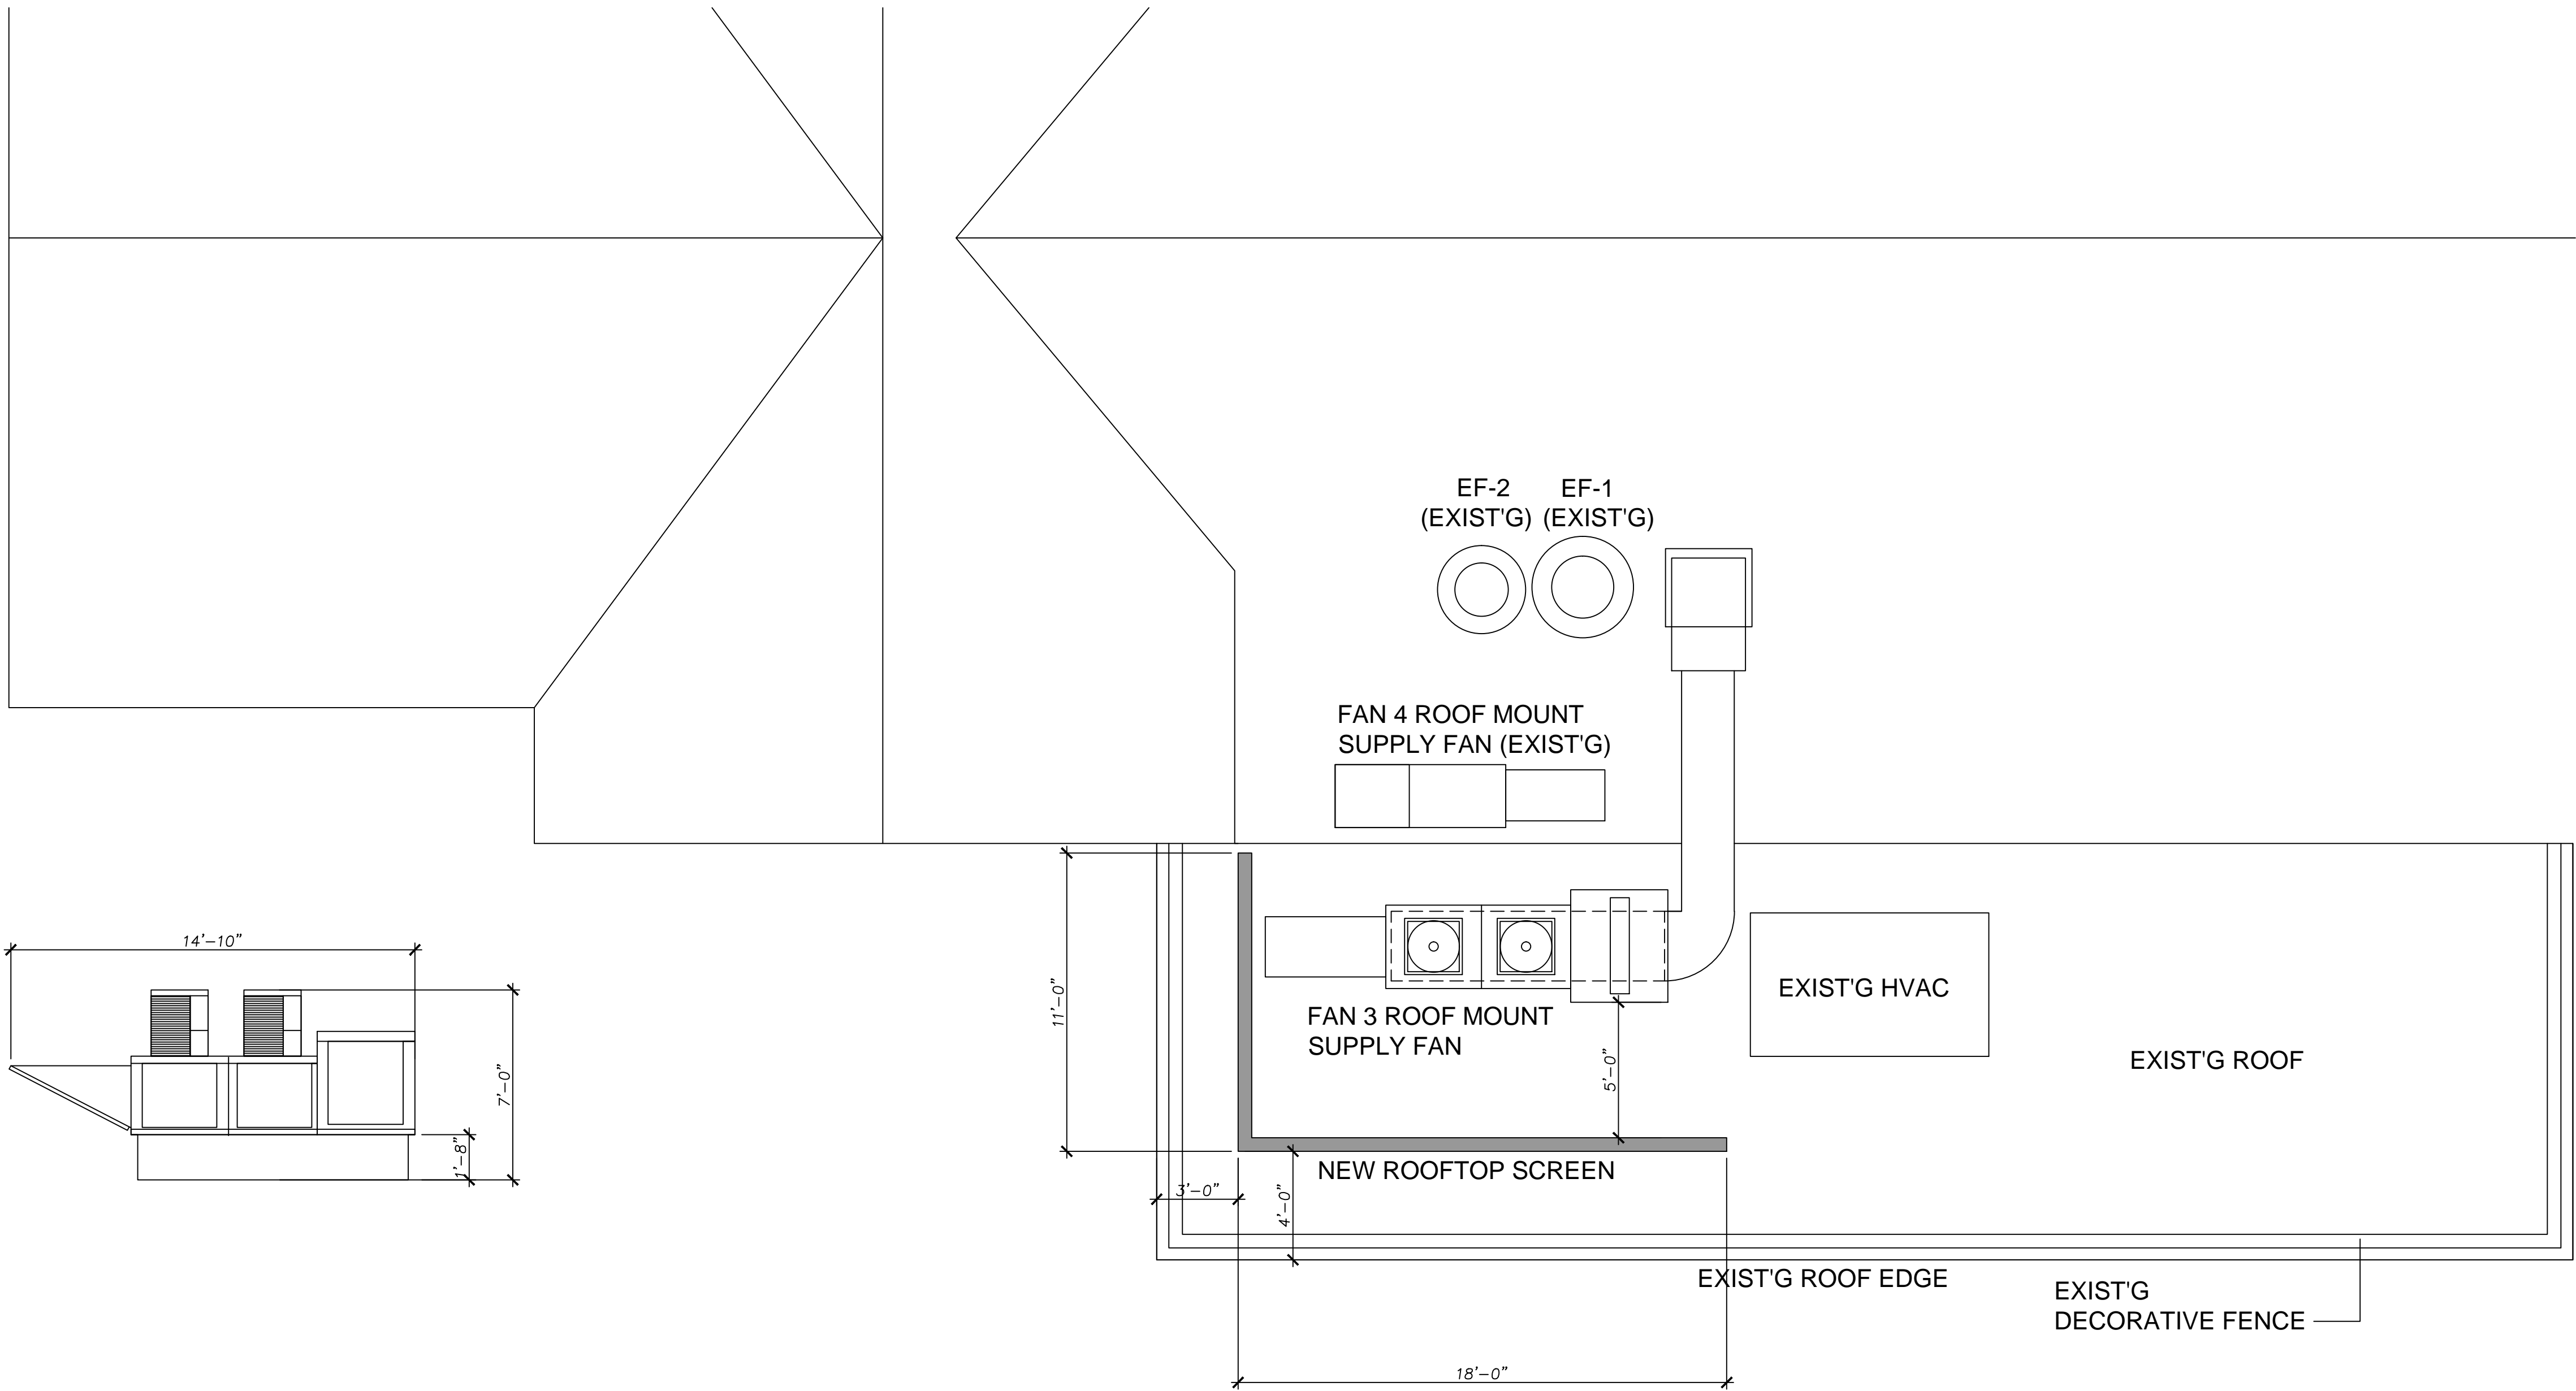 EF-2
(EXIST'G)
EF-1
(EXIST'G)
FAN 4 ROOF MOUNT
SUPPLY FAN (EXIST'G)
14'-10"
7'-0"
1'-8"
11'-0"
FAN 3 ROOF MOUNT
SUPPLY FAN
5'-0"
EXIST'G HVAC
EXIST'G ROOF
NEW ROOFTOP SCREEN
3'-0"
4'-0"
EXIST'G ROOF EDGE
EXIST'G
DECORATIVE FENCE
18'-0"